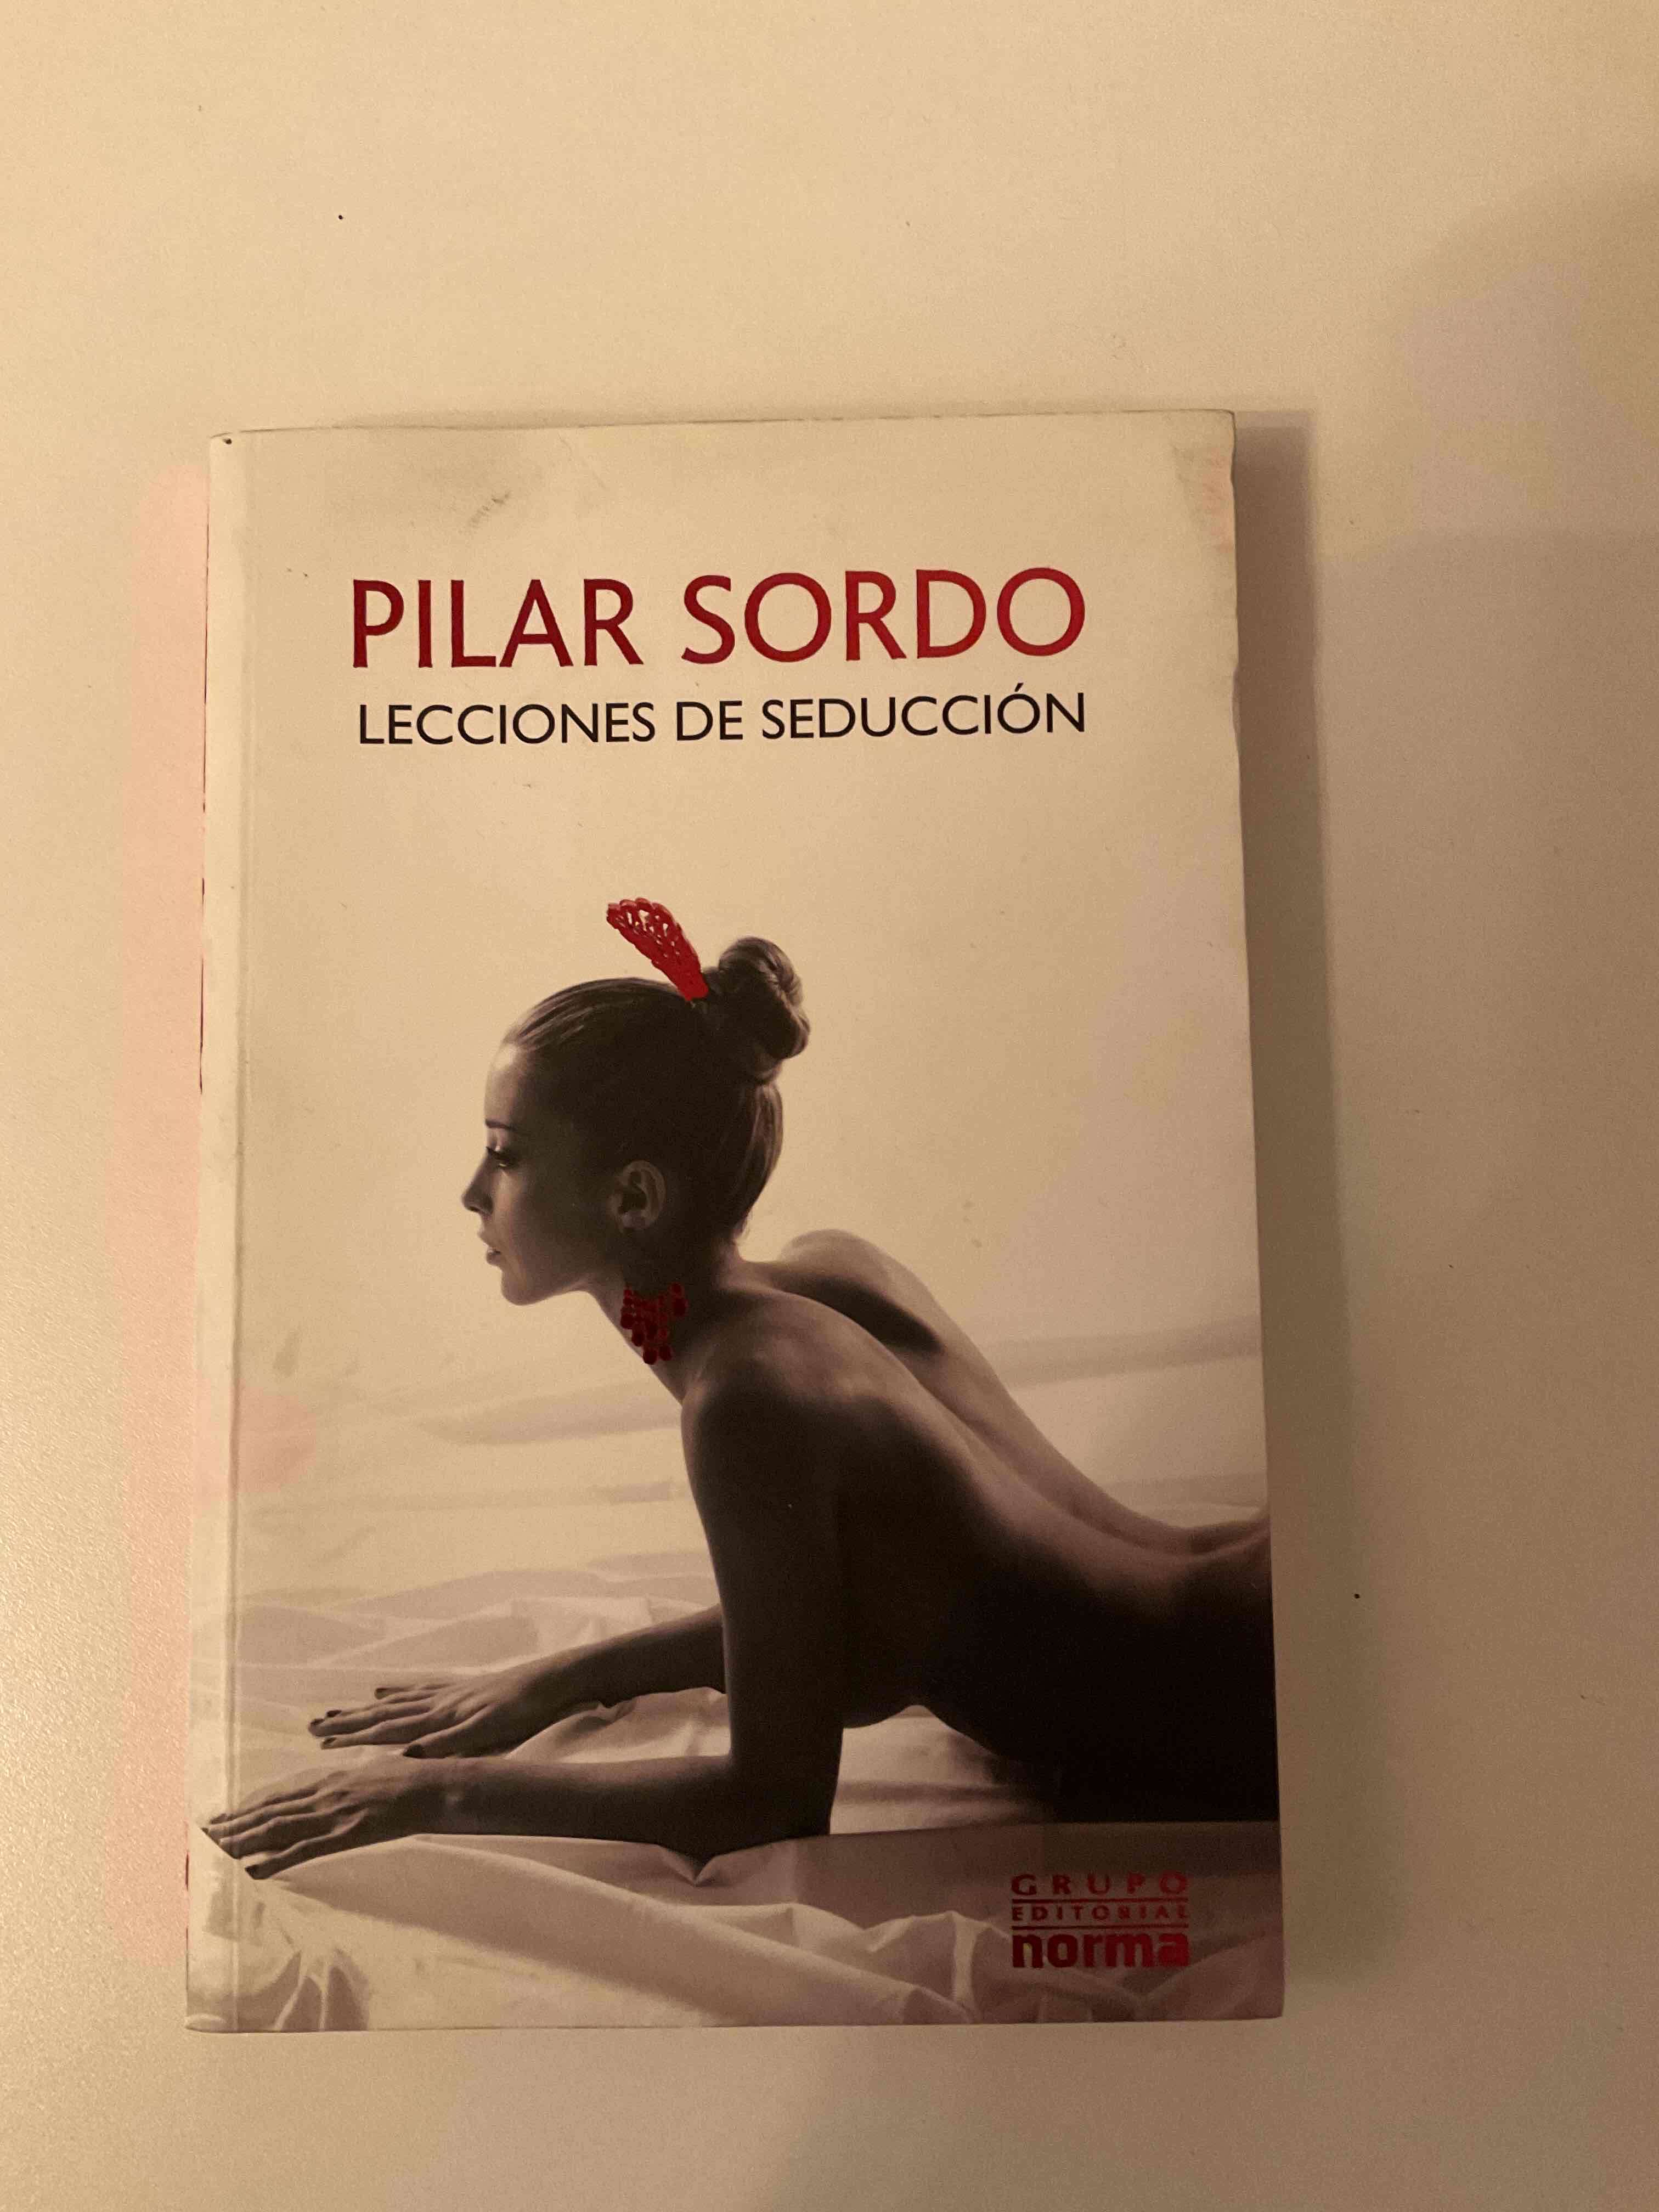 PILAR SORDO
LECCIONES DE SEDUCCIÓN
GRUPO
EDITORIAL
norma